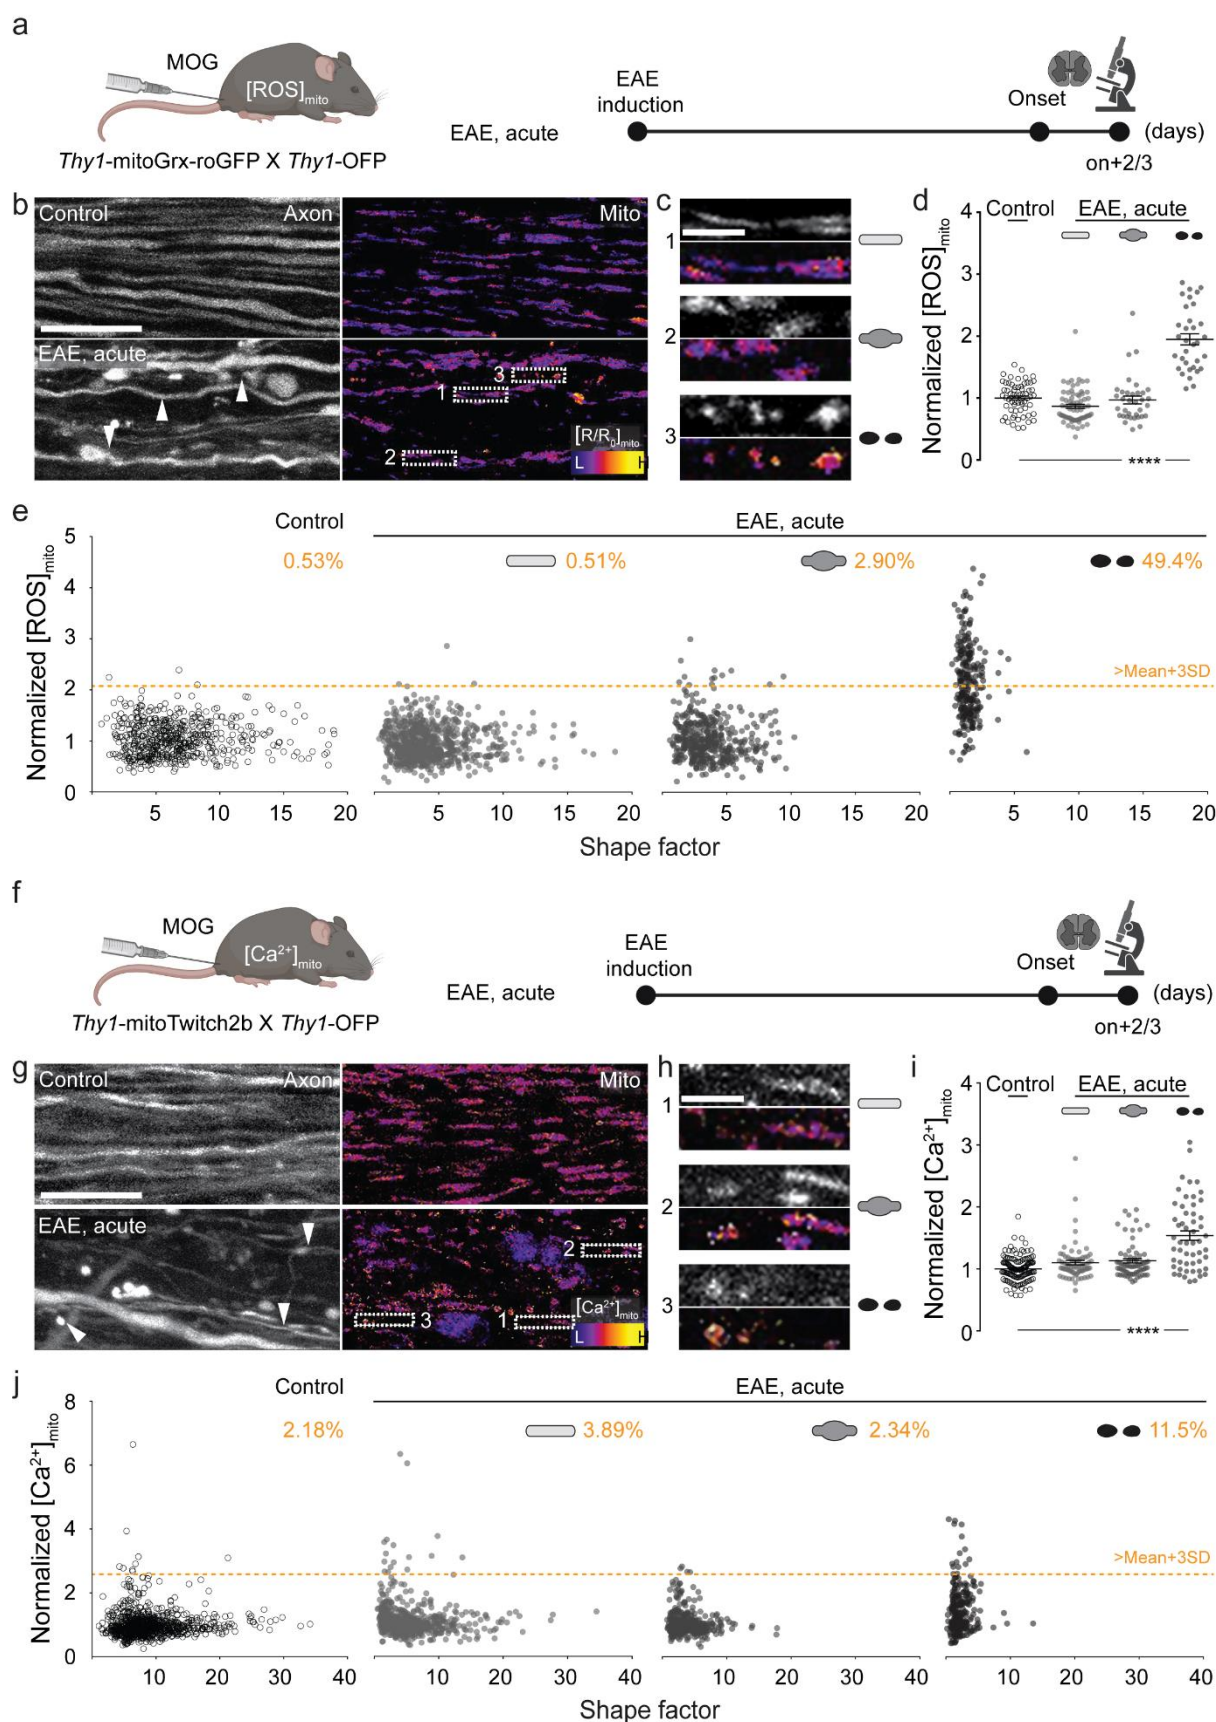 a
MOG
[ROS]mito
Thy1-mitoGrx-roGFP X Thy1-OFP
EAE, acute
EAE
induction
Onset
(days)
on+2/3
b
Control
Axon
Mito
EAE, acute
1
2
3
[R/R0]mito
L
H
c
1
2
3
d
Control
EAE, acute
Normalized [ROS]mito
4
3
2
1
0
****
e
Control
EAE, acute
0.53%
0.51%
2.90%
49.4%
Normalized [ROS]mito
5
4
3
2
1
0
>Mean+3SD
5 10 15 20
5 10 15 20
5 10 15 20
5 10 15 20
Shape factor
f
MOG
[Ca2+]mito
Thy1-mitoTwitch2b X Thy1-OFP
EAE, acute
EAE
induction
Onset
(days)
on+2/3
g
Control
Axon
Mito
EAE, acute
2
3
1
[Ca2+]mito
L
H
h
1
2
3
i
Control
EAE, acute
Normalized [Ca2+]mito
4
3
2
1
0
****
j
Control
EAE, acute
2.18%
3.89%
2.34%
11.5%
Normalized [Ca2+]mito
8
6
4
2
0
>Mean+3SD
10 20 30 40
10 20 30 40
10 20 30 40
10 20 30 40
Shape factor